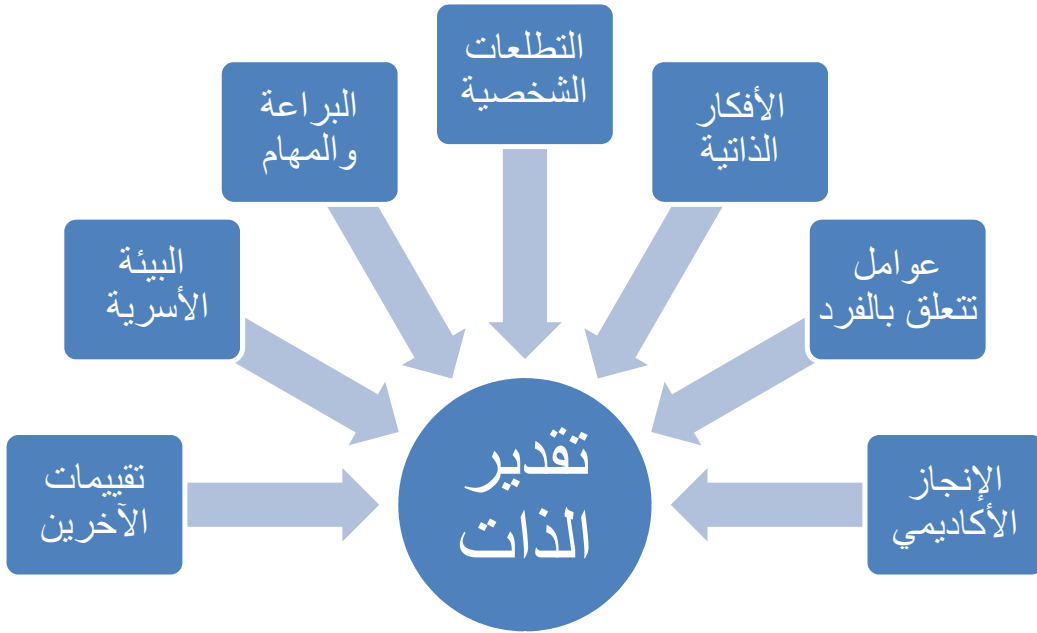 التطلعات
الشخصية
الأفكار
الذاتية
البراعة
والمهام
عوامل
تتعلق بالفرد
البيئة
الأسرية
الإنجاز
الأكاديمي
تقييمات
الآخرين
تقدير
الذات